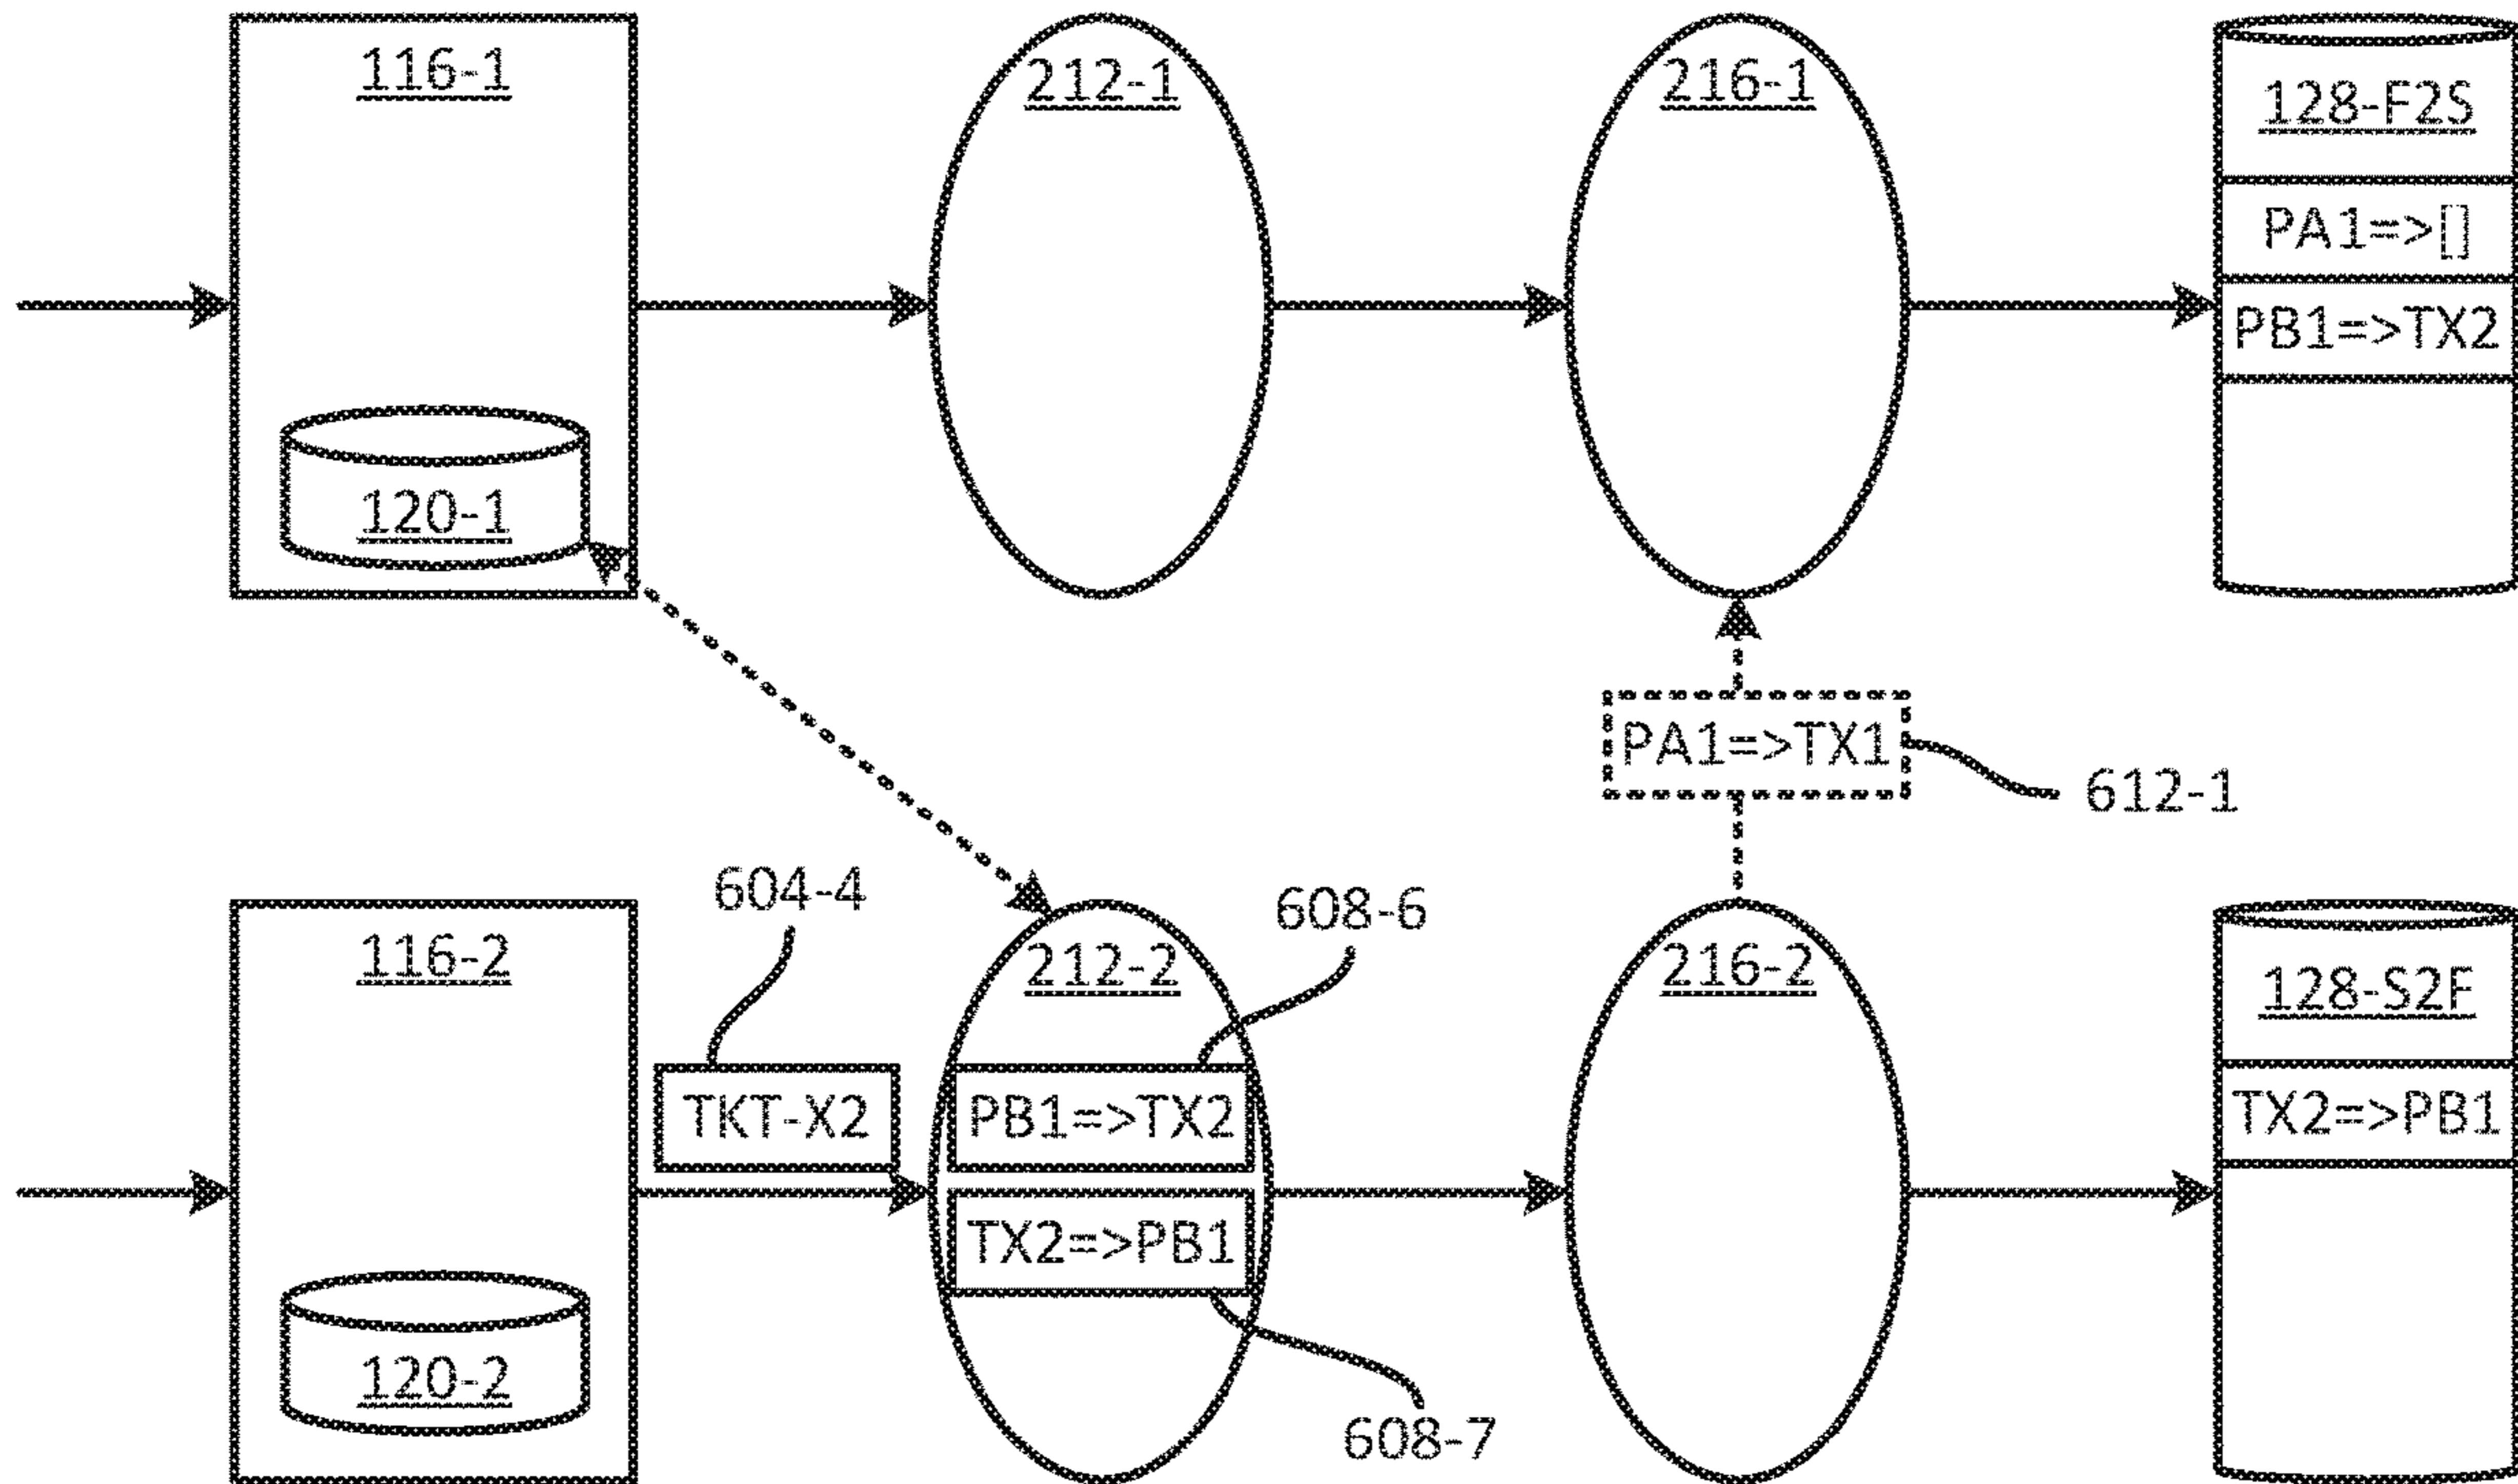 116-1
212-1
216-1
128-F2S
PA1=>[]
PB1=>TX2
120-1
PA1=>TX1
612-1
604-4
608-6
116-2
212-2
216-2
128-S2F
TKT-X2
PB1=>TX2
TX2=>PB1
TX2=>PB1
120-2
608-7